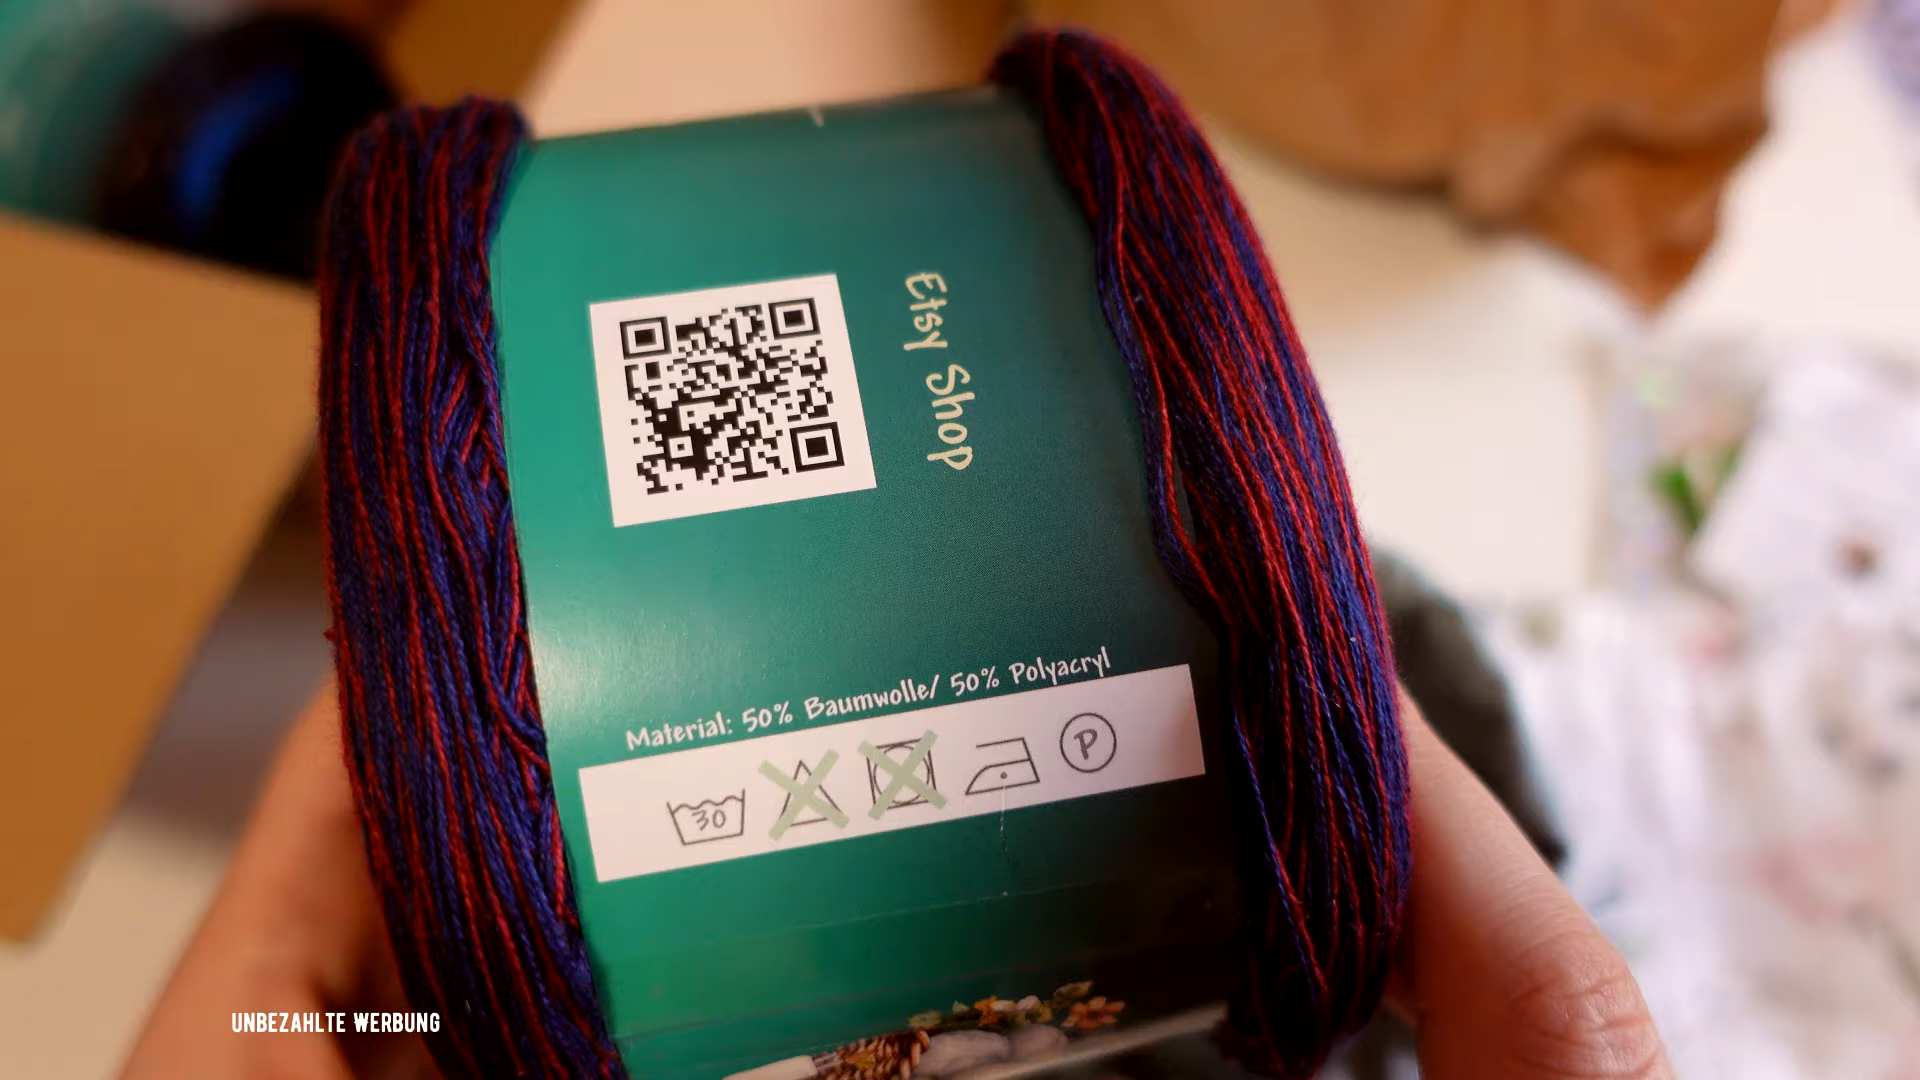 Etsy Shop
Material: 50% Baumwolle/ 50% Polyacryl
30
P
UNBEZAHLTE WERBUNG